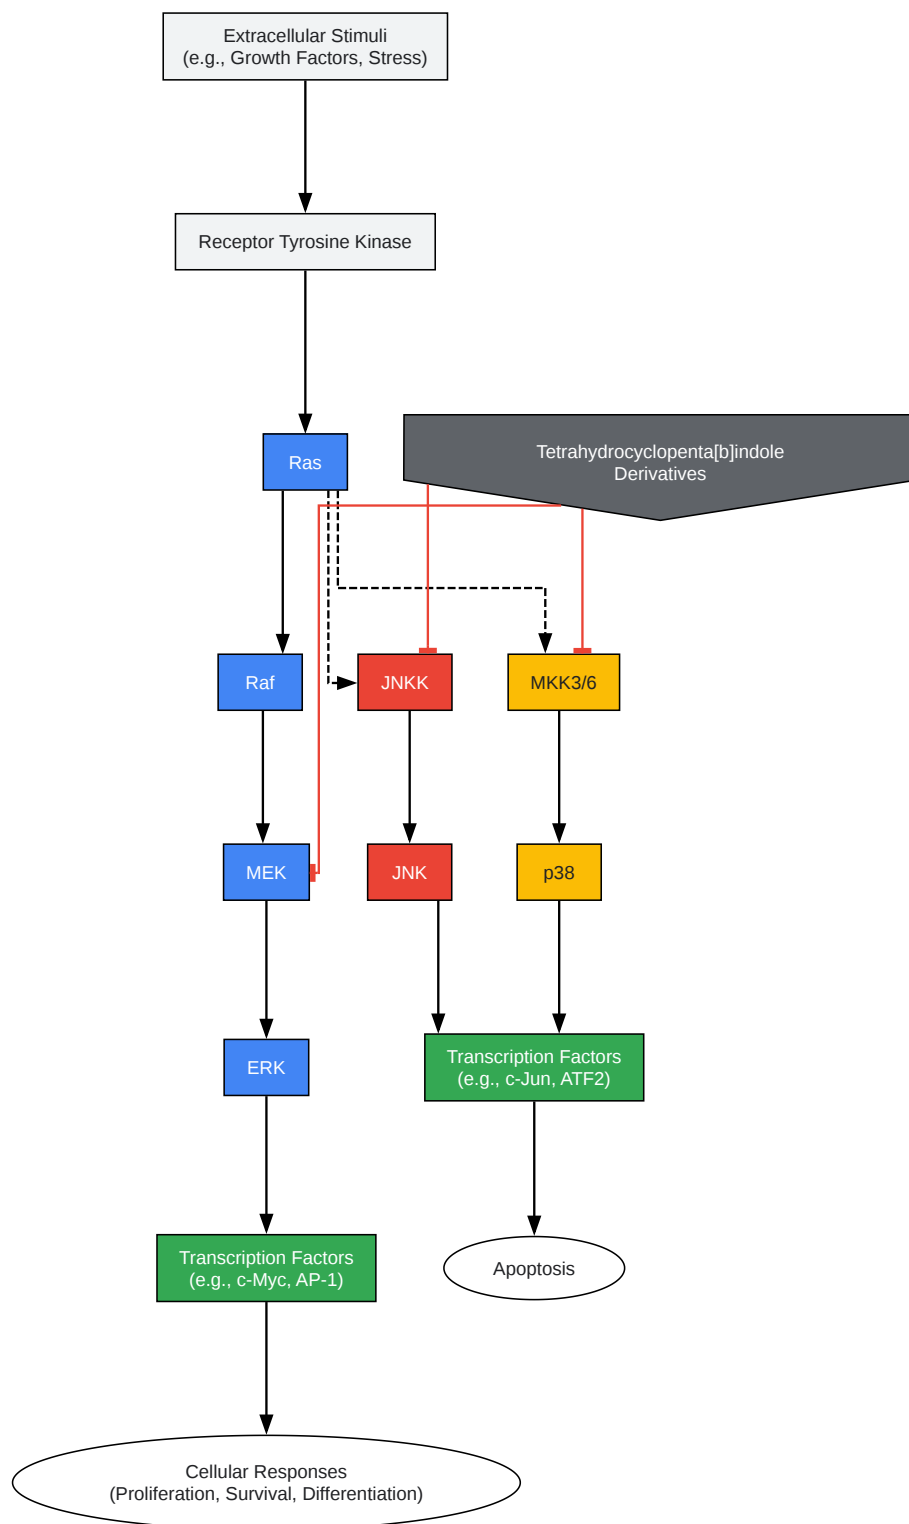 Extracellular Stimuli
(e.g., Growth Factors, Stress)
Receptor Tyrosine Kinase
Ras
Tetrahydrocyclopenta[b]indole
Derivatives
Raf
JNKK
MKK3/6
MEK
JNK
p38
ERK
Transcription Factors
(e.g., c-Jun, ATF2)
Transcription Factors
(e.g., c-Myc, AP-1)
Apoptosis
Cellular Responses
(Proliferation, Survival, Differentiation)